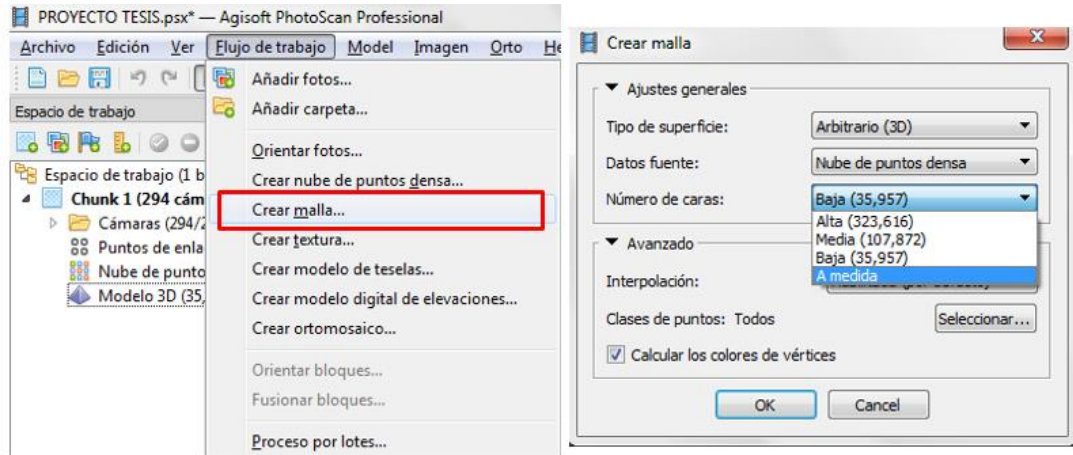 PROYECTO TESIS.psx* — Agisoft PhotoScan Professional
Archivo Edición Ver Flujo de trabajo Model Imagen Orto He
Espacio de trabajo
Espacio de trabajo (1 b
Chunk 1 (294 cám
Cámaras (294/2
Puntos de enla
Nube de punto
Modelo 3D (35,
Añadir fotos...
Añadir carpeta...
Orientar fotos...
Crear nube de puntos densa...
Crear malla...
Crear textura...
Crear modelo de teselas...
Crear modelo digital de elevaciones...
Crear ortomosaico...
Orientar bloques...
Fusionar bloques...
Proceso por lotes...
Crear malla
Ajustes generales
Tipo de superficie: Arbitrario (3D)
Datos fuente: Nube de puntos densa
Número de caras: Baja (35,957)
Alta (323,616)
Media (107,872)
Baja (35,957)
A medida
Avanzado
Interpolación:
Clases de puntos: Todos Seleccionar...
Calcular los colores de vértices
OK Cancel